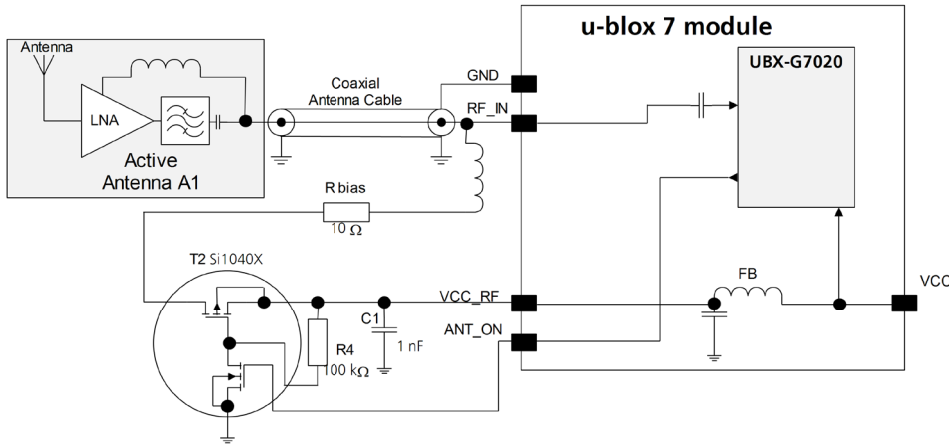 u-blox 7 module
Antenna
UBX-G7020
GND
Coaxial
Antenna Cable
RF_IN
LNA
Active
Antenna A1
R bias
10 Ω
T2 Si1040X
FB
VCC
VCC_RF
C1
ANT_ON
1 nF
R4
100 kΩ